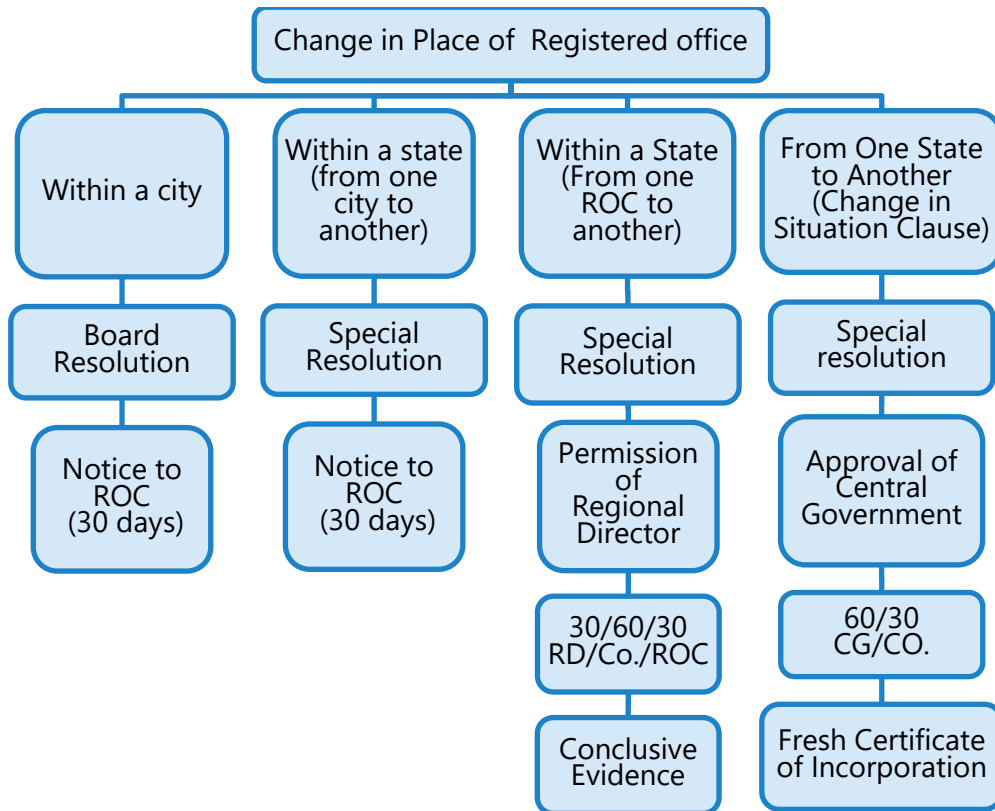 Change in Place of  Registered office
Within a city
Board
Resolution
Notice to
ROC
(30 days)
Within a state
(from one
city to
another)
Special
Resolution
Notice to
ROC
(30 days)
Within a State
(From one
ROC to
another)
Special
Resolution
Permission
of
Regional
Director
30/60/30
RD/Co./ROC
Conclusive
Evidence
From One State
to Another
(Change in
Situation Clause)
Special
resolution
Approval of
Central
Government
60/30
CG/CO.
Fresh Certificate
of Incorporation